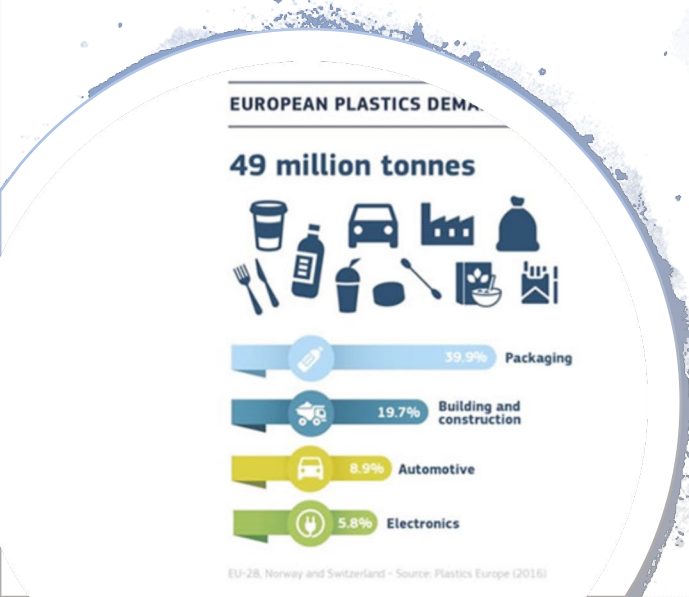 EUROPEAN PLASTICS DEMA
49 million tonnes
39.9% Packaging
19.7% Building and
construction
8.9% Automotive
5.8% Electronics
EU-28, Norway and Switzerland - Source: Plastics Europe (2016)